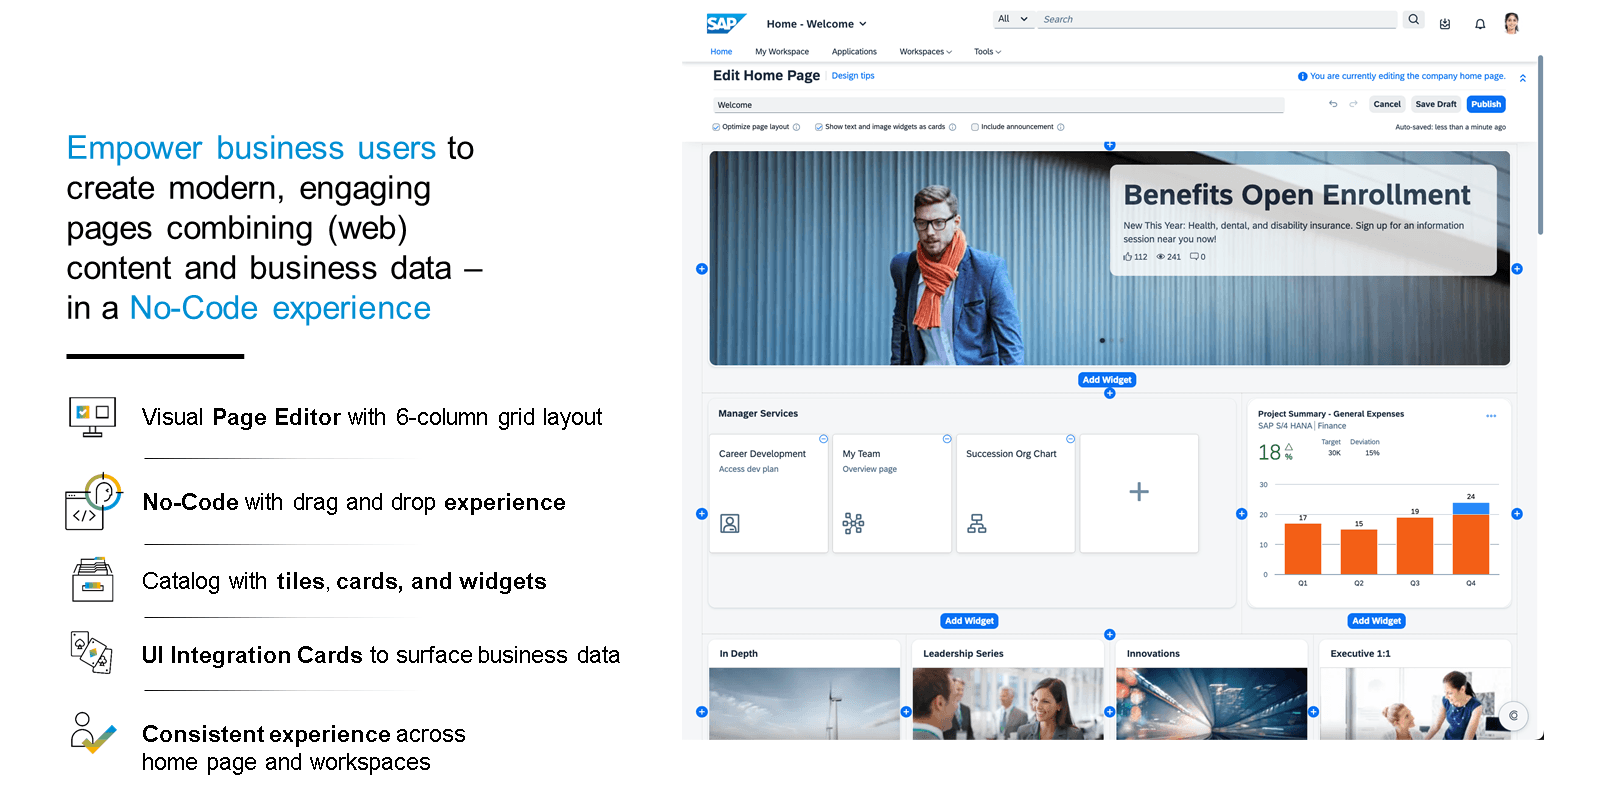 Empower business users to
create modern, engaging
pages combining (web)
content and business data –
in a No-Code experience
Visual Page Editor with 6-column grid layout
No-Code with drag and drop experience
</>
Catalog with tiles, cards, and widgets
UI Integration Cards to surface business data
Consistent experience across
home page and workspaces
SAP
Home - Welcome
All
Search
Home
My Workspace
Applications
Workspaces
Tools
Edit Home Page
Design tips
You are currently editing the company home page.
Welcome
Cancel
Save Draft
Publish
Optimize page layout
Show text and image widgets as cards
Include announcement
Auto-saved: less than a minute ago
Benefits Open Enrollment
New This Year: Health, dental, and disability insurance. Sign up for an information
session near you now!
112
241
0
Add Widget
Manager Services
Career Development
Access dev plan
My Team
Overview page
Succession Org Chart
Project Summary - General Expenses
SAP S/4 HANA | Finance
18 %
Target
30K
Deviation
15%
30
20
10
0
17
15
19
24
Q1
Q2
Q3
Q4
Add Widget
Add Widget
In Depth
Leadership Series
Innovations
Executive 1:1